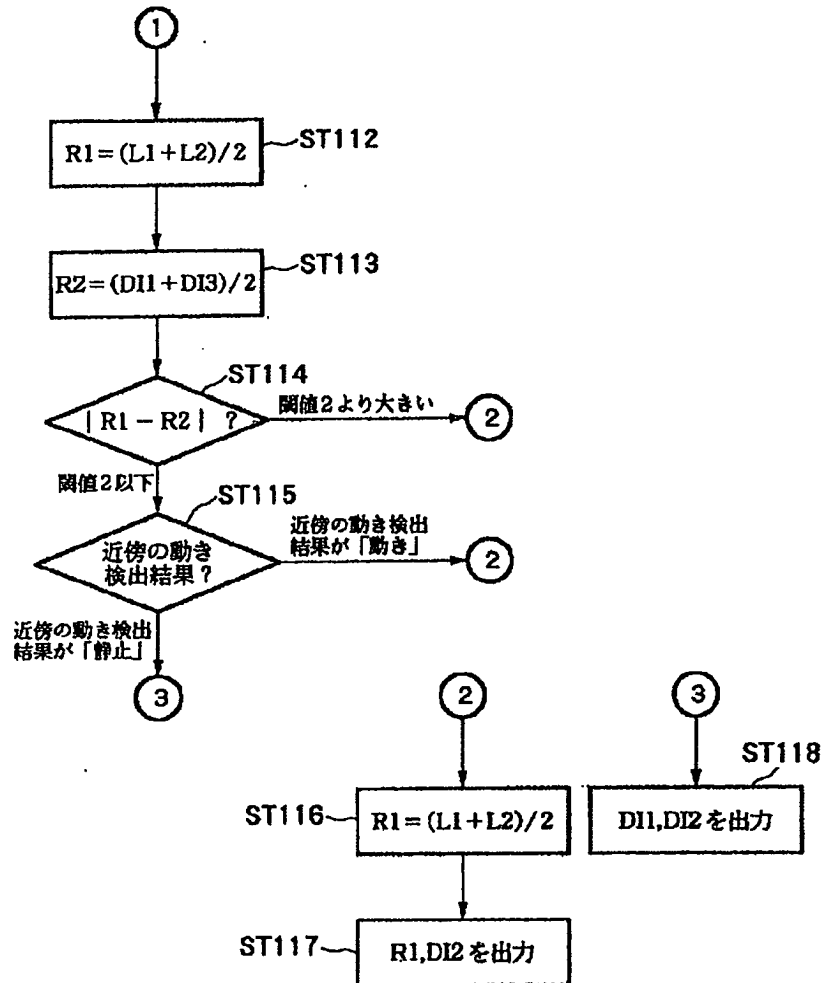 1
R1=(L1+L2)/2
ST112
R2=(DI1+DI3)/2
ST113
ST114
|R1-R2| ?
閾値2より大きい
2
閾値2以下
ST115
近傍の動き
検出結果?
近傍の動き検出
結果が「動き」
2
近傍の動き検出
結果が「静止」
3
2
3
ST116
R1=(L1+L2)/2
ST118
DI1,DI2を出力
ST117
R1,DI2を出力